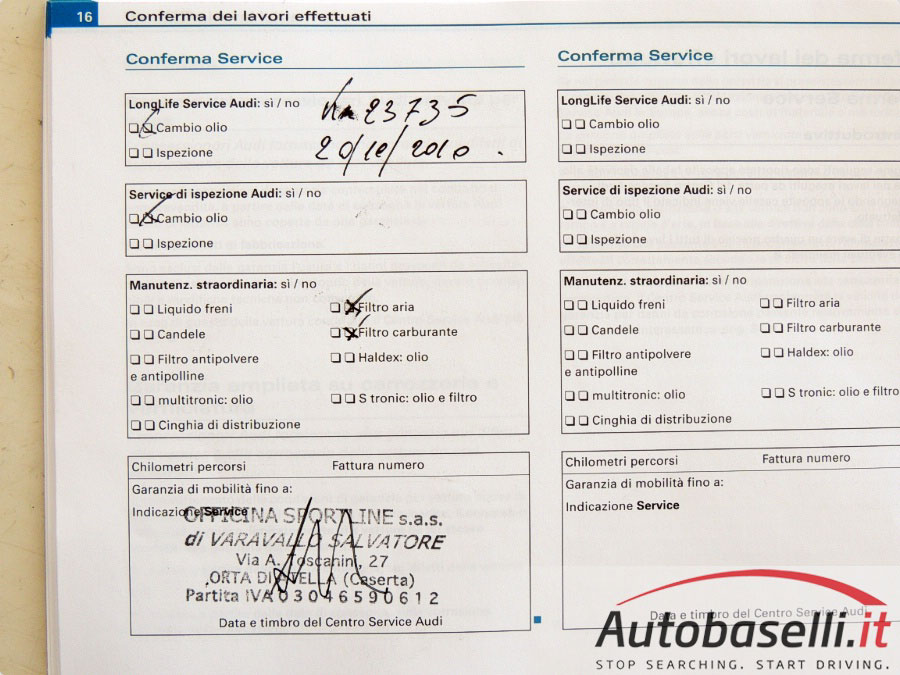 16 Conferma dei lavori effettuati
Conferma Service
LongLife Service Audi: sì / no
Km 23735
Cambio olio
20/10/2010
Ispezione
Service di ispezione Audi: sì / no
Cambio olio
Ispezione
Manutenz. straordinaria: sì / no
Liquido freni
Filtro aria
Candele
Filtro carburante
Filtro antipolvere
e antipolline
Haldex: olio
multitronic: olio
S tronic: olio e filtro
Cinghia di distribuzione
Chilometri percorsi
Fattura numero
Garanzia di mobilità fino a:
Indicazione Service
OFFICINA SPORTLINE s.a.s.
di VARAVALLO SALVATORE
Via A. Toscanini, 27
ORTA DI ATELLA (Caserta)
Partita IVA 03046590612
Data e timbro del Centro Service Audi
Conferma Service
LongLife Service Audi: sì / no
Cambio olio
Ispezione
Service di ispezione Audi: sì / no
Cambio olio
Ispezione
Manutenz. straordinaria: sì / no
Liquido freni
Filtro aria
Candele
Filtro carburante
Filtro antipolvere
e antipolline
Haldex: olio
multitronic: olio
S tronic: olio e filtro
Cinghia di distribuzione
Chilometri percorsi
Fattura numero
Garanzia di mobilità fino a:
Indicazione Service
Data e timbro del Centro Service Audi
Autobaselli.it
STOP SEARCHING. START DRIVING.